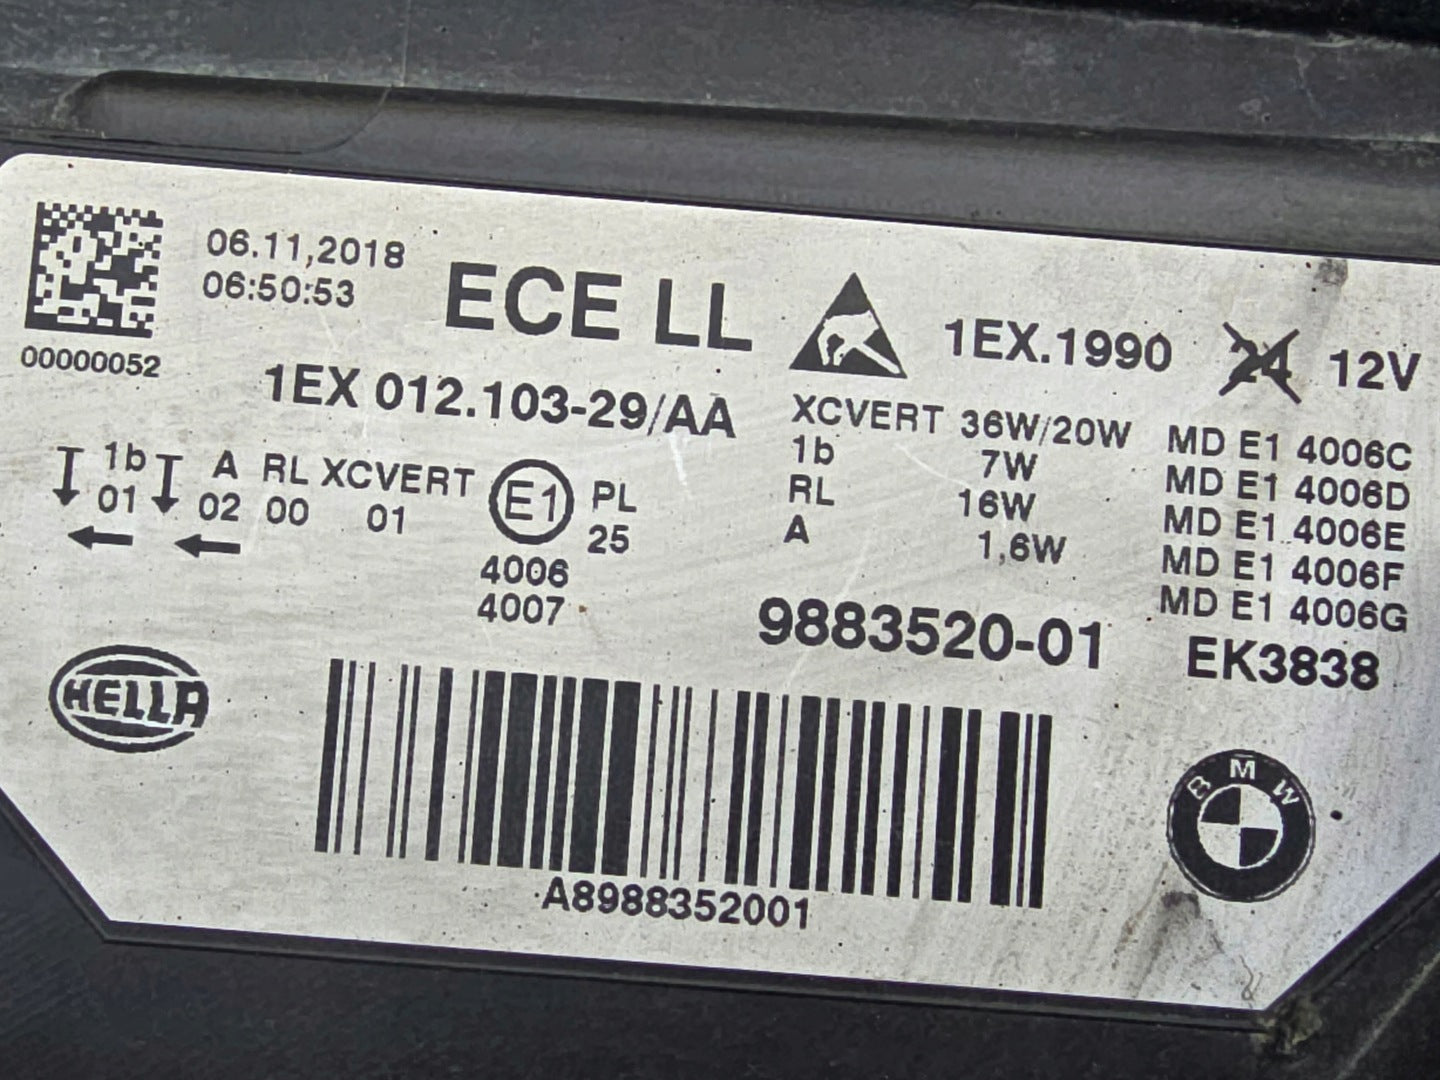 06.11,2018
06:50:53
00000052
ECE LL
1EX.1990
24 12V
1EX 012.103-29/AA
XCVERT 36W/20W
1b 7W
RL 16W
A 1,6W
MD E1 4006C
MD E1 4006D
MD E1 4006E
MD E1 4006F
MD E1 4006G
1b A RL XCVERT E1 PL
01 02 00 01 25
4006
4007
9883520-01
EK3838
HELLA
BMW
A8988352001